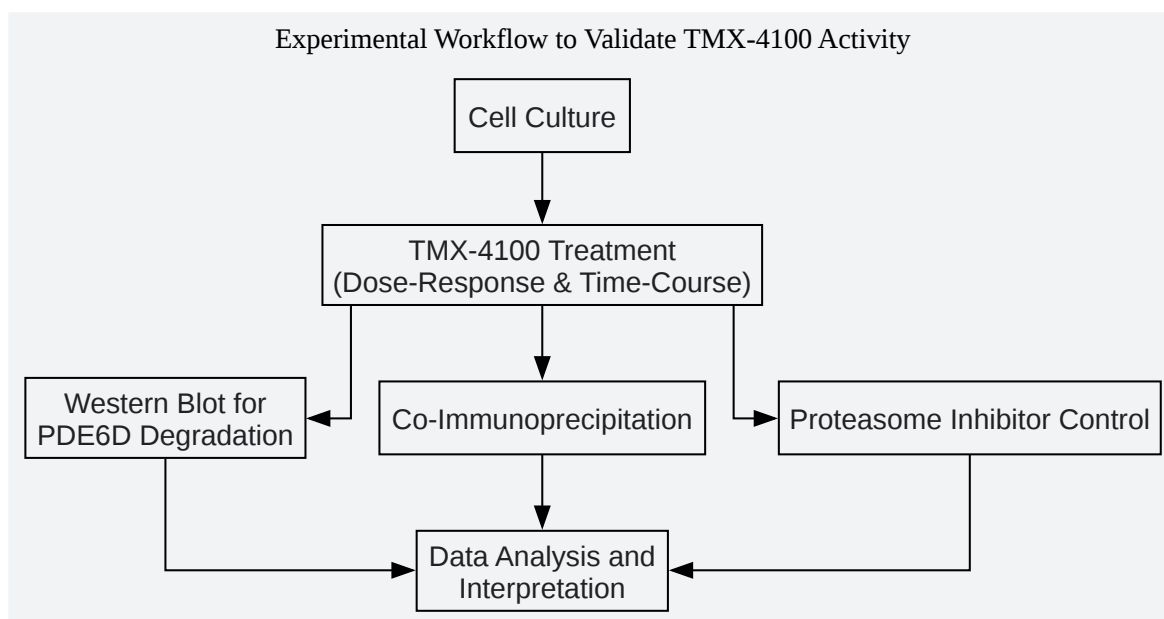 Experimental Workflow to Validate TMX-4100 Activity
Cell Culture
TMX-4100 Treatment
(Dose-Response & Time-Course)
Western Blot for
PDE6D Degradation
Co-Immunoprecipitation
Proteasome Inhibitor Control
Data Analysis and
Interpretation